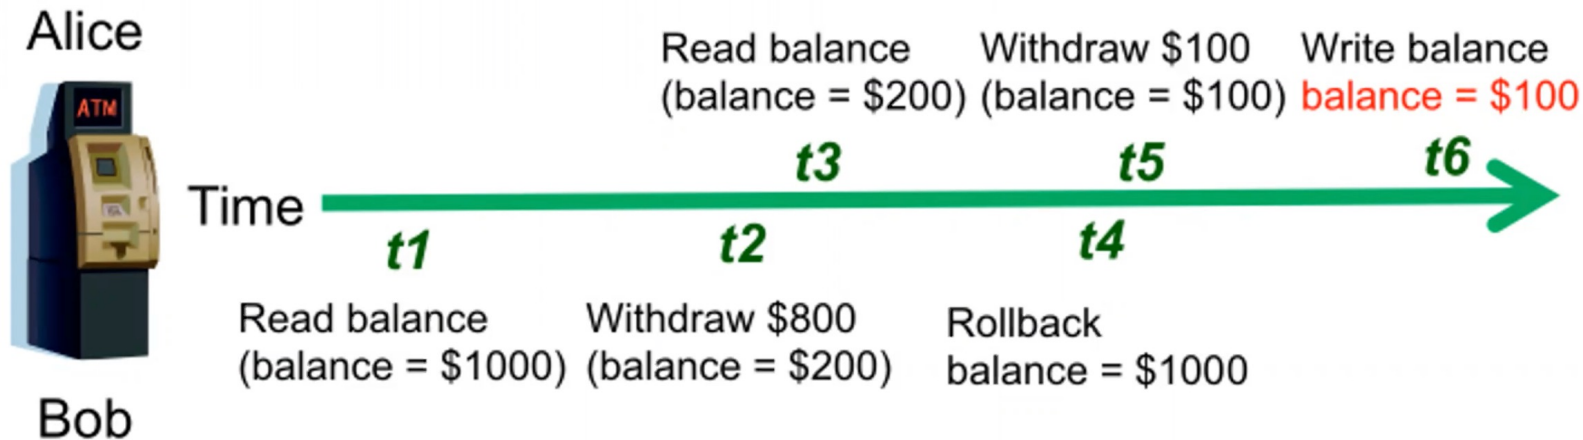 Alice
ATM
Read balance
(balance = $200)
Withdraw $100
(balance = $100)
Write balance
balance = $100
t3
t5
t6
Time
t1
t2
t4
Read balance
(balance = $1000)
Withdraw $800
(balance = $200)
Rollback
balance = $1000
Bob